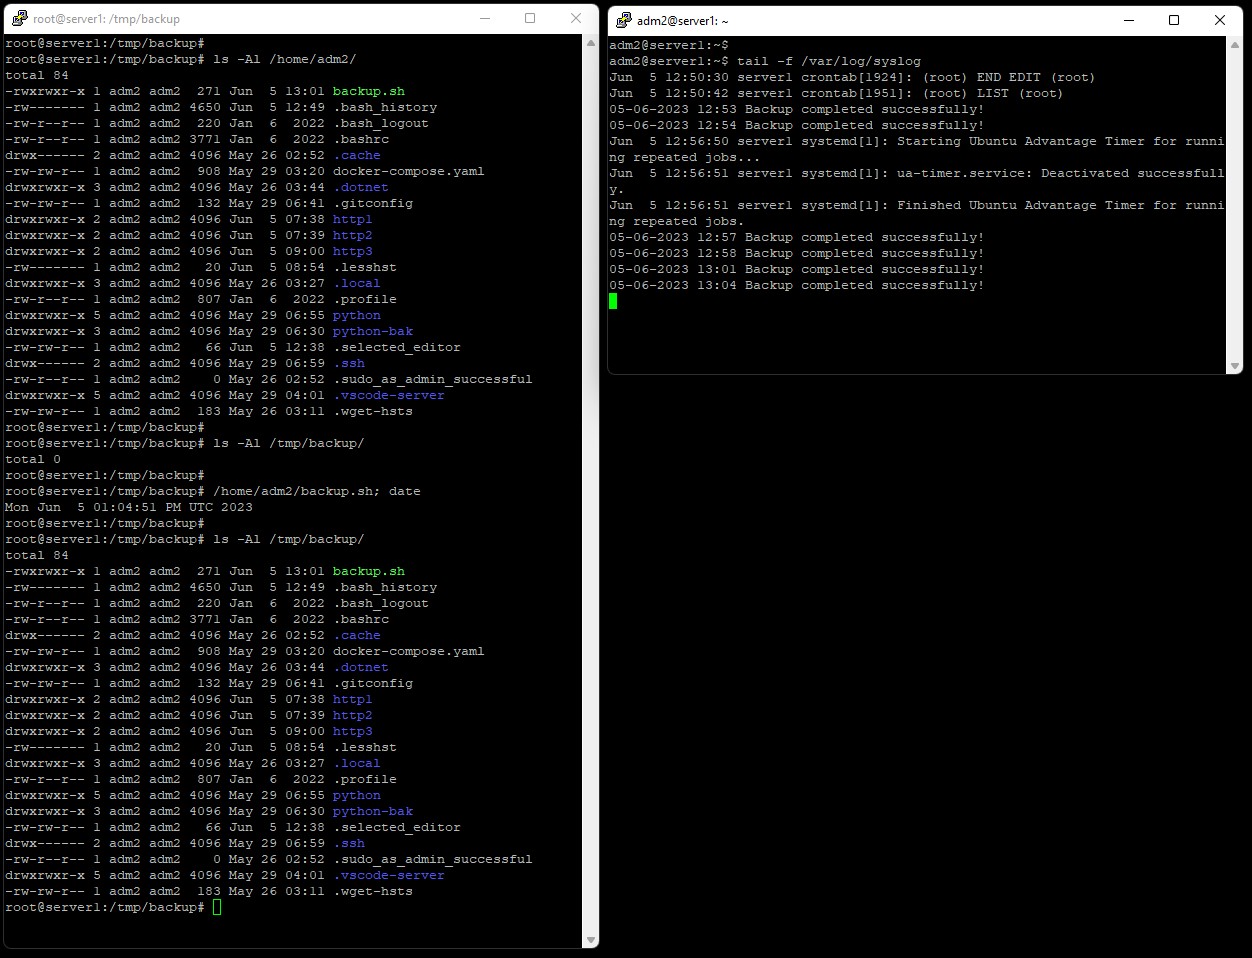 root@server1: /tmp/backup
root@server1:/tmp/backup#
root@server1:/tmp/backup# ls -Al /home/adm2/
total 84
-rwxrwxr-x 1 adm2 adm2  271 Jun  5 13:01 backup.sh
-rw------- 1 adm2 adm2 4650 Jun  5 12:49 .bash_history
-rw-r--r-- 1 adm2 adm2  220 Jan  6  2022 .bash_logout
-rw-r--r-- 1 adm2 adm2 3771 Jan  6  2022 .bashrc
drwx------ 2 adm2 adm2 4096 May 26 02:52 .cache
-rw-rw-r-- 1 adm2 adm2  908 May 29 03:20 docker-compose.yaml
drwxrwxr-x 3 adm2 adm2 4096 May 26 03:44 .dotnet
-rw-rw-r-- 1 adm2 adm2  132 May 29 06:41 .gitconfig
drwxrwxr-x 2 adm2 adm2 4096 Jun  5 07:38 http1
drwxrwxr-x 2 adm2 adm2 4096 Jun  5 07:39 http2
drwxrwxr-x 2 adm2 adm2 4096 Jun  5 09:00 http3
-rw------- 1 adm2 adm2   20 Jun  5 08:54 .lesshst
drwxrwxr-x 3 adm2 adm2 4096 May 26 03:27 .local
-rw-r--r-- 1 adm2 adm2  807 Jan  6  2022 .profile
drwxrwxr-x 5 adm2 adm2 4096 May 29 06:55 python
drwxrwxr-x 3 adm2 adm2 4096 May 29 06:30 python-bak
-rw-rw-r-- 1 adm2 adm2   66 Jun  5 12:38 .selected_editor
drwx------ 2 adm2 adm2 4096 May 29 06:59 .ssh
-rw-r--r-- 1 adm2 adm2    0 May 26 02:52 .sudo_as_admin_successful
drwxrwxr-x 5 adm2 adm2 4096 May 29 04:01 .vscode-server
-rw-rw-r-- 1 adm2 adm2  183 May 26 03:11 .wget-hsts
root@server1:/tmp/backup#
root@server1:/tmp/backup# ls -Al /tmp/backup/
total 0
root@server1:/tmp/backup#
root@server1:/tmp/backup# /home/adm2/backup.sh; date
Mon Jun  5 01:04:51 PM UTC 2023
root@server1:/tmp/backup#
root@server1:/tmp/backup# ls -Al /tmp/backup/
total 84
-rwxrwxr-x 1 adm2 adm2  271 Jun  5 13:01 backup.sh
-rw------- 1 adm2 adm2 4650 Jun  5 12:49 .bash_history
-rw-r--r-- 1 adm2 adm2  220 Jan  6  2022 .bash_logout
-rw-r--r-- 1 adm2 adm2 3771 Jan  6  2022 .bashrc
drwx------ 2 adm2 adm2 4096 May 26 02:52 .cache
-rw-rw-r-- 1 adm2 adm2  908 May 29 03:20 docker-compose.yaml
drwxrwxr-x 3 adm2 adm2 4096 May 26 03:44 .dotnet
-rw-rw-r-- 1 adm2 adm2  132 May 29 06:41 .gitconfig
drwxrwxr-x 2 adm2 adm2 4096 Jun  5 07:38 http1
drwxrwxr-x 2 adm2 adm2 4096 Jun  5 07:39 http2
drwxrwxr-x 2 adm2 adm2 4096 Jun  5 09:00 http3
-rw------- 1 adm2 adm2   20 Jun  5 08:54 .lesshst
drwxrwxr-x 3 adm2 adm2 4096 May 26 03:27 .local
-rw-r--r-- 1 adm2 adm2  807 Jan  6  2022 .profile
drwxrwxr-x 5 adm2 adm2 4096 May 29 06:55 python
drwxrwxr-x 3 adm2 adm2 4096 May 29 06:30 python-bak
-rw-rw-r-- 1 adm2 adm2   66 Jun  5 12:38 .selected_editor
drwx------ 2 adm2 adm2 4096 May 29 06:59 .ssh
-rw-r--r-- 1 adm2 adm2    0 May 26 02:52 .sudo_as_admin_successful
drwxrwxr-x 5 adm2 adm2 4096 May 29 04:01 .vscode-server
-rw-rw-r-- 1 adm2 adm2  183 May 26 03:11 .wget-hsts
root@server1:/tmp/backup#
adm2@server1: ~
adm2@server1:~$
adm2@server1:~$ tail -f /var/log/syslog
Jun  5 12:50:30 server1 crontab[1924]: (root) END EDIT (root)
Jun  5 12:50:42 server1 crontab[1951]: (root) LIST (root)
05-06-2023 12:53 Backup completed successfully!
05-06-2023 12:54 Backup completed successfully!
Jun  5 12:56:50 server1 systemd[1]: Starting Ubuntu Advantage Timer for runni
ng repeated jobs...
Jun  5 12:56:51 server1 systemd[1]: ua-timer.service: Deactivated successfull
y.
Jun  5 12:56:51 server1 systemd[1]: Finished Ubuntu Advantage Timer for runni
ng repeated jobs.
05-06-2023 12:57 Backup completed successfully!
05-06-2023 12:58 Backup completed successfully!
05-06-2023 13:01 Backup completed successfully!
05-06-2023 13:04 Backup completed successfully!